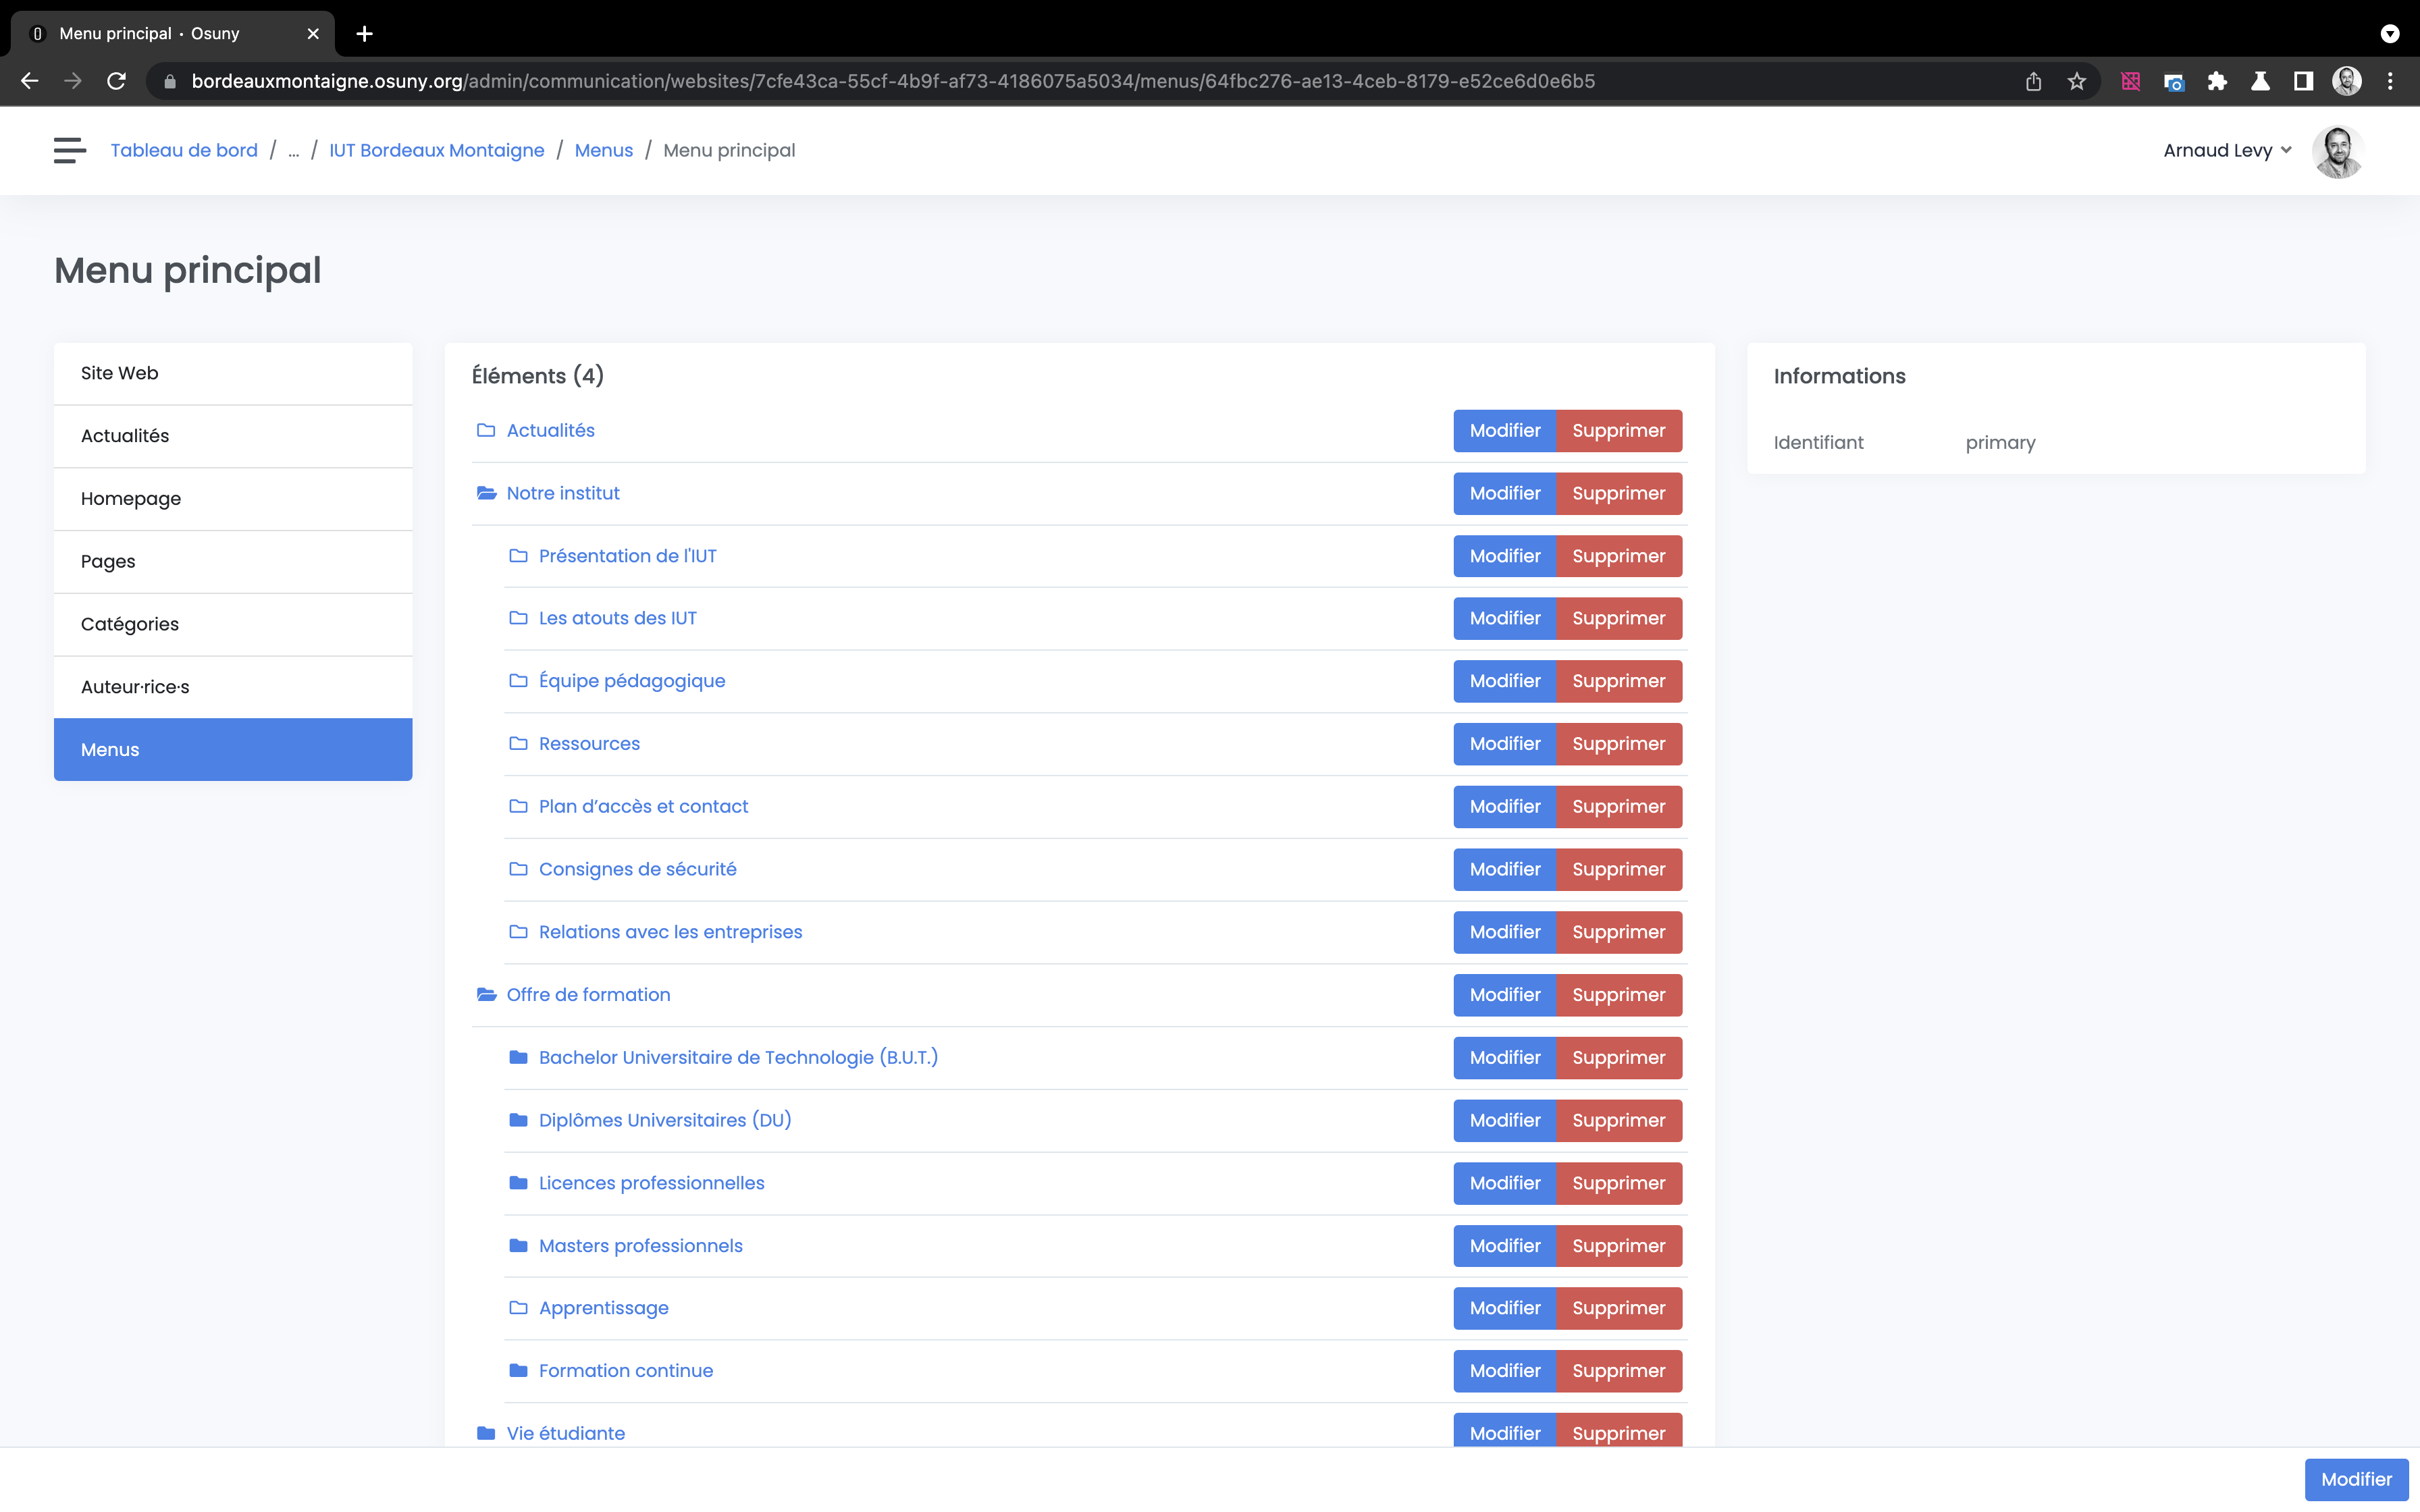 Menu principal · Osuny
bordeauxmontaigne.osuny.org/admin/communication/websites/7cfe43ca-55cf-4b9f-af73-4186075a5034/menus/64fbc276-ae13-4ceb-8179-e52ce6d0e6b5
Tableau de bord / ... / IUT Bordeaux Montaigne / Menus / Menu principal
Arnaud Levy
Menu principal
Site Web
Actualités
Homepage
Pages
Catégories
Auteur·rice·s
Menus
Éléments (4)
Actualités Modifier Supprimer
Notre institut Modifier Supprimer
Présentation de l'IUT Modifier Supprimer
Les atouts des IUT Modifier Supprimer
Équipe pédagogique Modifier Supprimer
Ressources Modifier Supprimer
Plan d’accès et contact Modifier Supprimer
Consignes de sécurité Modifier Supprimer
Relations avec les entreprises Modifier Supprimer
Offre de formation Modifier Supprimer
Bachelor Universitaire de Technologie (B.U.T.) Modifier Supprimer
Diplômes Universitaires (DU) Modifier Supprimer
Licences professionnelles Modifier Supprimer
Masters professionnels Modifier Supprimer
Apprentissage Modifier Supprimer
Formation continue Modifier Supprimer
Vie étudiante Modifier Supprimer
Informations
Identifiant primary
Modifier